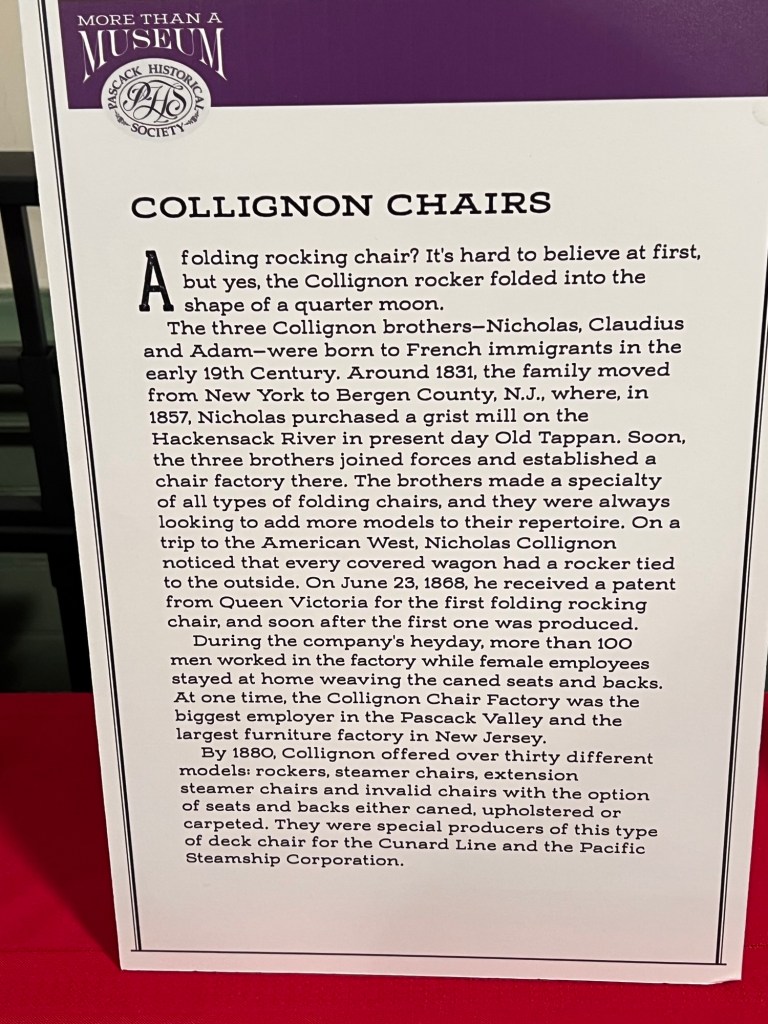 MORE THAN A
MUSEUM
PASCACK HISTORICAL
PHS
SOCIETY
COLLIGNON CHAIRS
A folding rocking chair? It's hard to believe at first,
but yes, the Collignon rocker folded into the
shape of a quarter moon.
The three Collignon brothers—Nicholas, Claudius
and Adam—were born to French immigrants in the
early 19th Century. Around 1831, the family moved
from New York to Bergen County, N.J., where, in
1857, Nicholas purchased a grist mill on the
Hackensack River in present day Old Tappan. Soon,
the three brothers joined forces and established a
chair factory there. The brothers made a specialty
of all types of folding chairs, and they were always
looking to add more models to their repertoire. On a
trip to the American West, Nicholas Collignon
noticed that every covered wagon had a rocker tied
to the outside. On June 23, 1868, he received a patent
from Queen Victoria for the first folding rocking
chair, and soon after the first one was produced.
During the company's heyday, more than 100
men worked in the factory while female employees
stayed at home weaving the caned seats and backs.
At one time, the Collignon Chair Factory was the
biggest employer in the Pascack Valley and the
largest furniture factory in New Jersey.
By 1880, Collignon offered over thirty different
models: rockers, steamer chairs, extension
steamer chairs and invalid chairs with the option
of seats and backs either caned, upholstered or
carpeted. They were special producers of this type
of deck chair for the Cunard Line and the Pacific
Steamship Corporation.